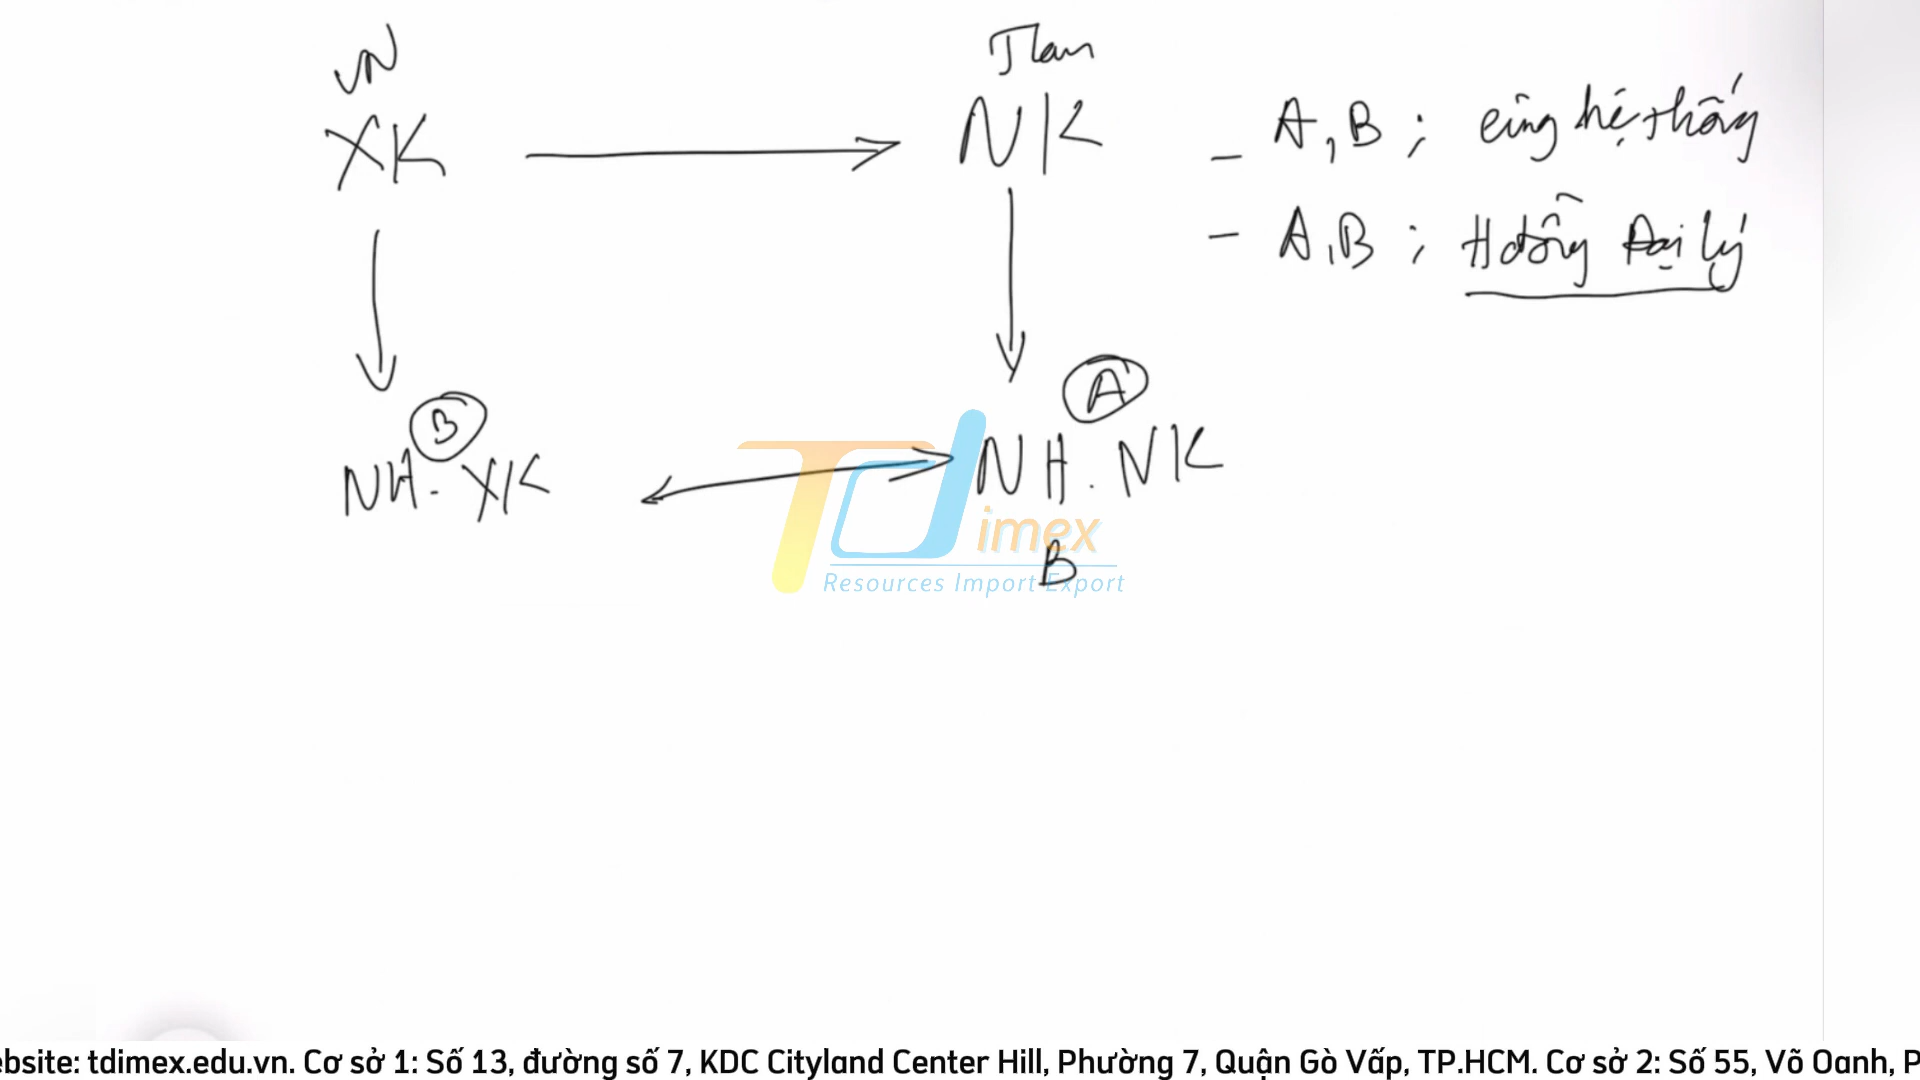 VN
XK
NK
- A, B ; cùng hệ thống
- A, B ; Hđồng Đại lý
B
NH. XK
A
NH. NK
B
TD imex
Resources Import Export
ebsite: tdimex.edu.vn. Cơ sở 1: Số 13, đường số 7, KDC Cityland Center Hill, Phường 7, Quận Gò Vấp, TP.HCM. Cơ sở 2: Số 55, Võ Oanh, P